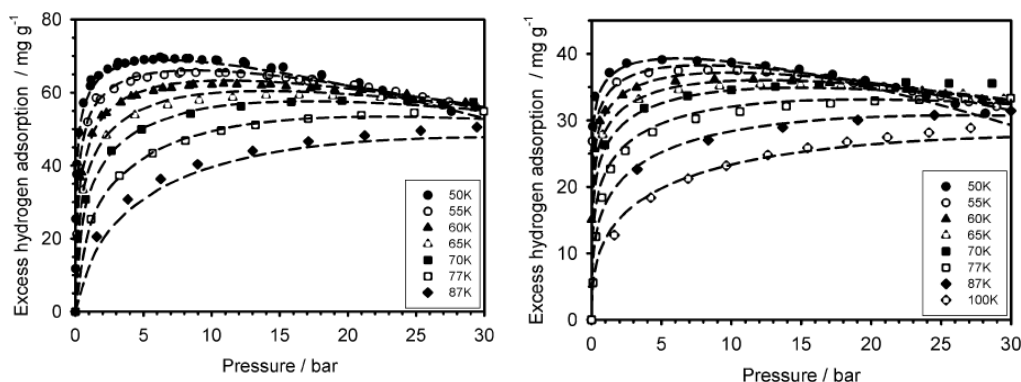 80
60
40
20
0
Excess hydrogen adsorption / mg g⁻¹
50K
55K
60K
65K
70K
77K
87K
0 5 10 15 20 25 30
Pressure / bar
40
30
20
10
0
Excess hydrogen adsorption / mg g⁻¹
50K
55K
60K
65K
70K
77K
87K
100K
0 5 10 15 20 25 30
Pressure / bar